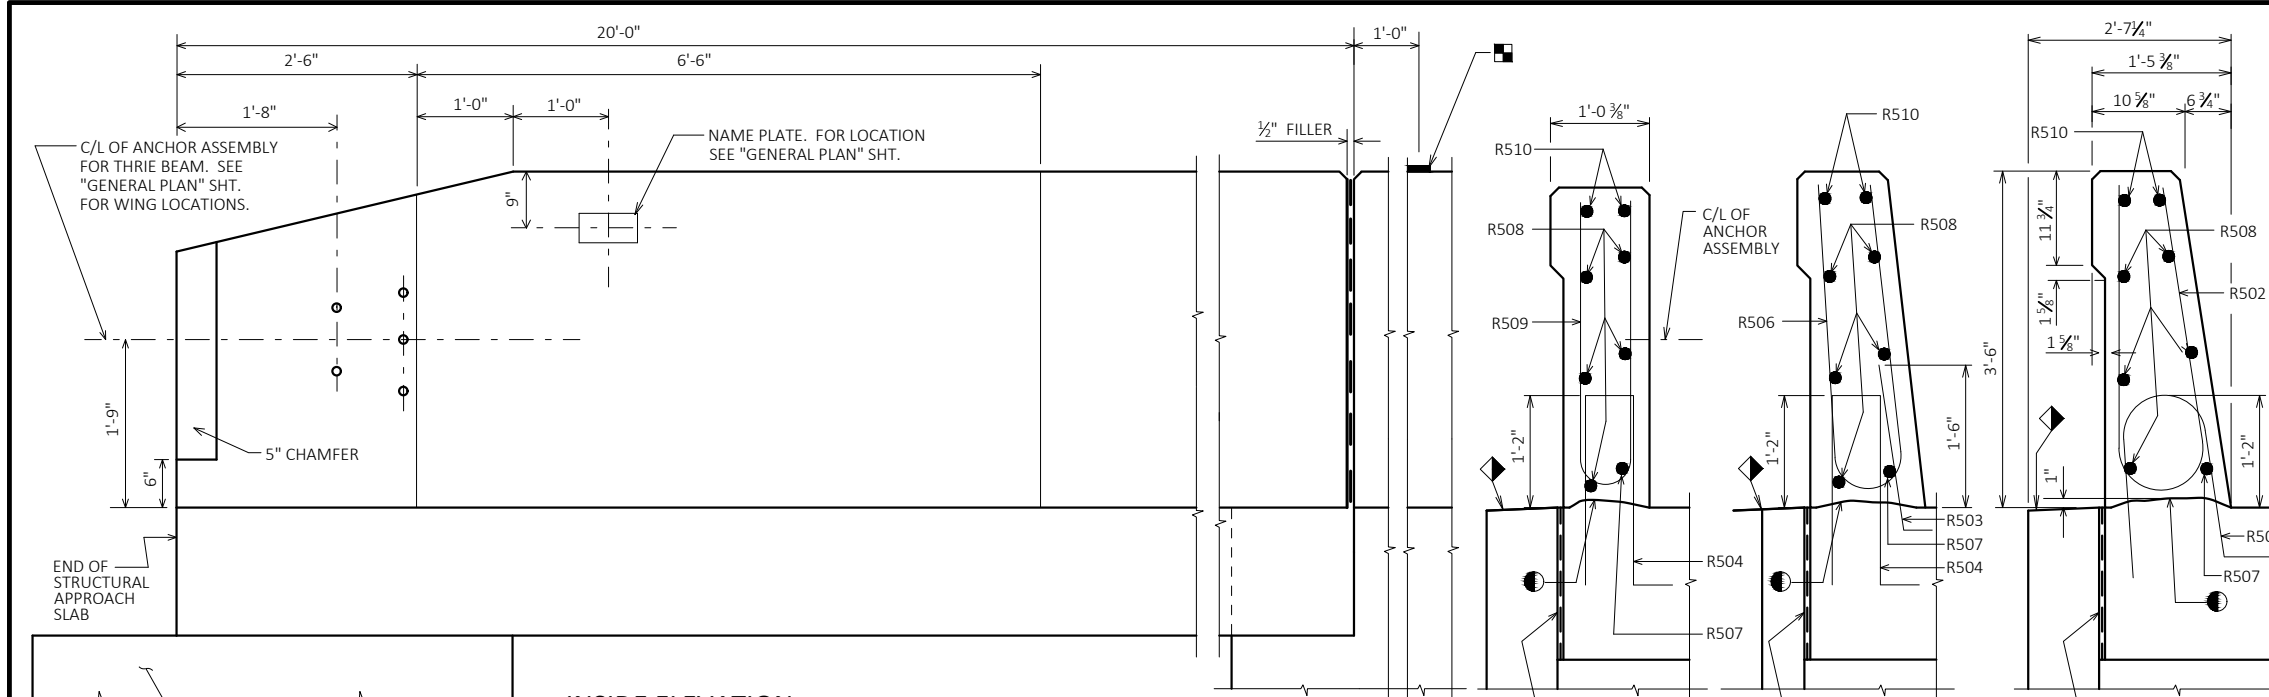 20'-0"
1'-0"
2'-6"
6'-6"
1'-8"
1'-0"
1'-0"
C/L OF ANCHOR ASSEMBLY
FOR THRIE BEAM. SEE
"GENERAL PLAN" SHT.
FOR WING LOCATIONS.
NAME PLATE. FOR LOCATION
SEE "GENERAL PLAN" SHT.
½" FILLER
9"
1'-9"
6"
5" CHAMFER
END OF
STRUCTURAL
APPROACH
SLAB
INSIDE ELEVATION
1'-0 ⅜"
R510
R508
R509
C/L OF
ANCHOR
ASSEMBLY
1'-2"
R504
R507
R510
R508
R506
1'-2"
1'-6"
R503
R507
R504
2'-7¼"
1'-5 ⅜"
10 ⅝"
6 ¾"
R510
R508
R502
11 ¾"
1 ⅝"
1 ⅝"
3'-6"
1"
1'-2"
R507